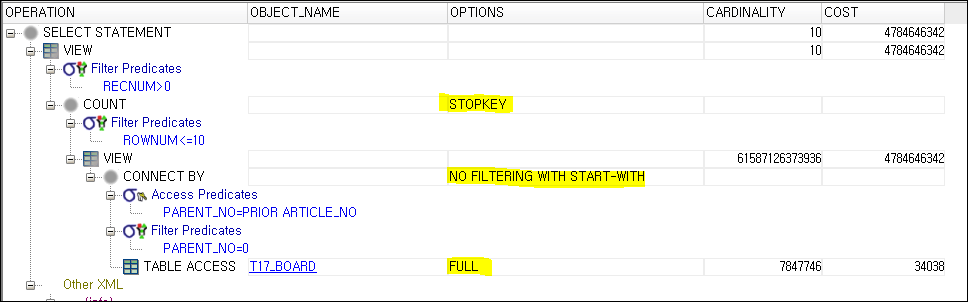 OPERATION OBJECT_NAME OPTIONS CARDINALITY COST
SELECT STATEMENT 10 4784646342
VIEW 10 4784646342
Filter Predicates
RECNUM>0
COUNT STOPKEY
Filter Predicates
ROWNUM<=10
VIEW 61587126373936 4784646342
CONNECT BY NO FILTERING WITH START-WITH
Access Predicates
PARENT_NO=PRIOR ARTICLE_NO
Filter Predicates
PARENT_NO=0
TABLE ACCESS T17_BOARD FULL 7847746 34038
Other XML
{info}